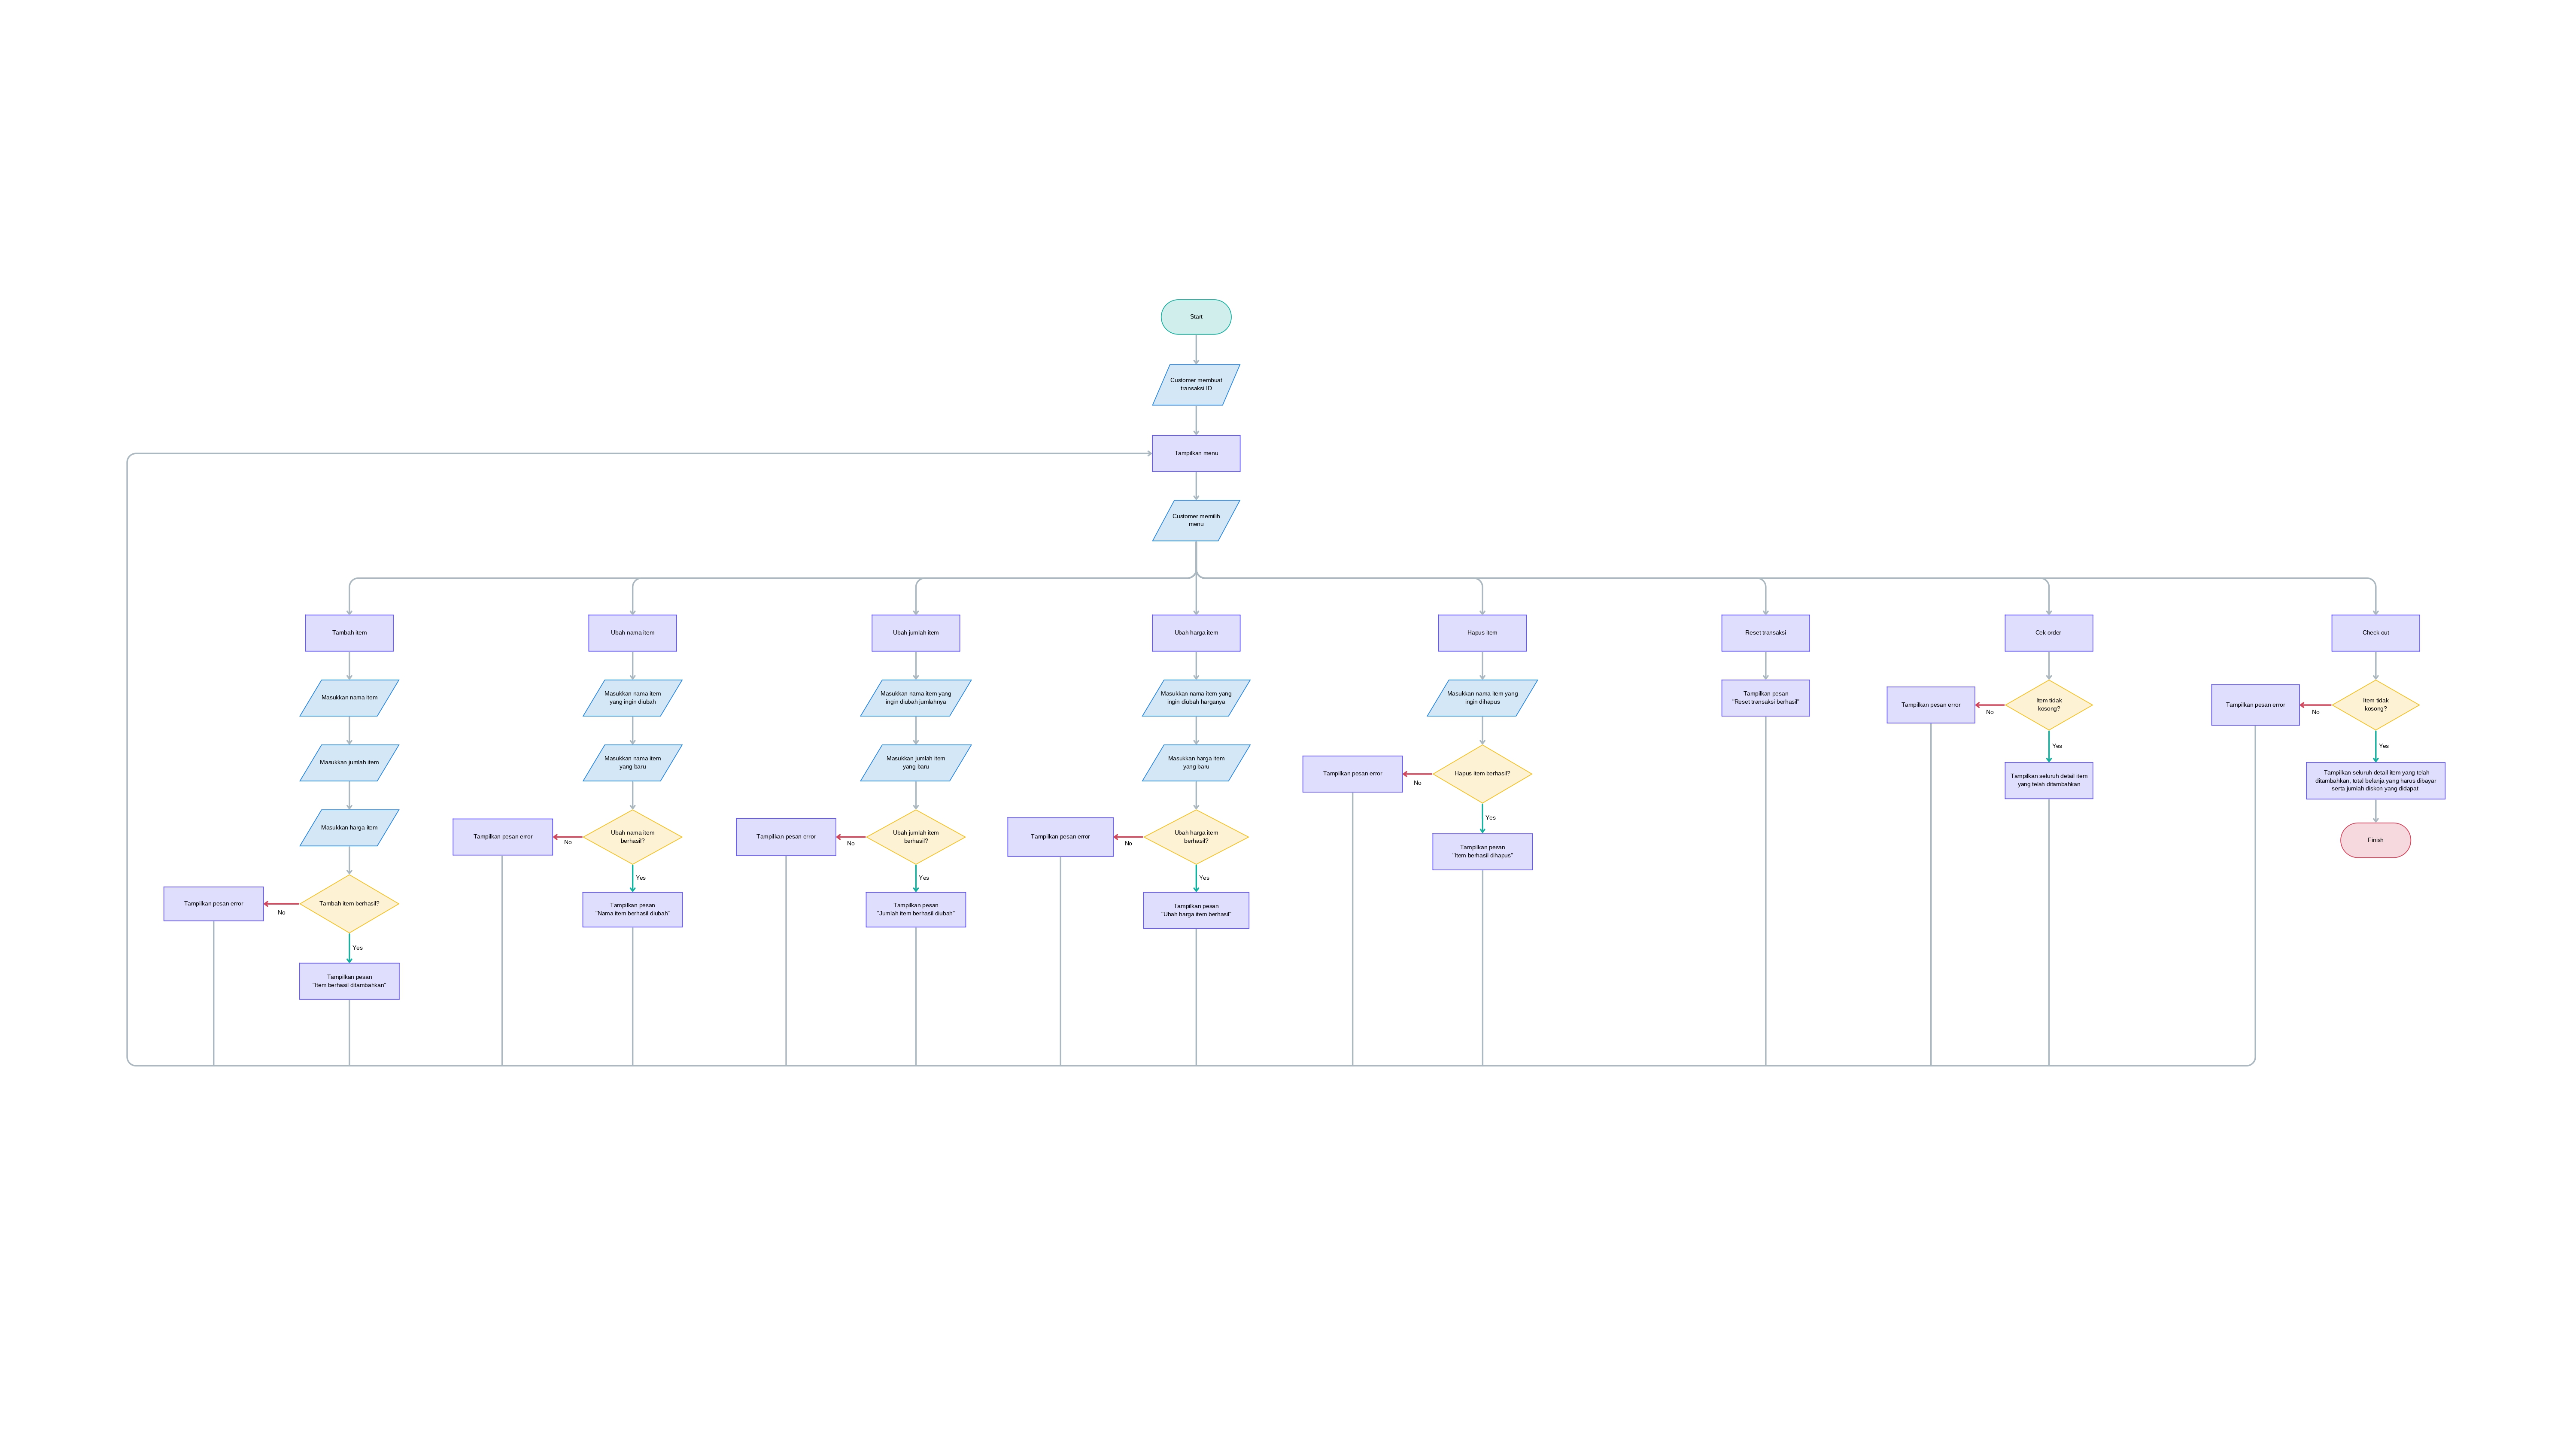 Start
Customer membuat
transaksi ID
Tampilkan menu
Customer memilih
menu
Tambah item
Masukkan nama item
Masukkan jumlah item
Masukkan harga item
Tambah item berhasil?
No
Tampilkan pesan error
Yes
Tampilkan pesan
"Item berhasil ditambahkan"
Ubah nama item
Masukkan nama item
yang ingin diubah
Masukkan nama item
yang baru
Ubah nama item
berhasil?
No
Tampilkan pesan error
Yes
Tampilkan pesan
"Nama item berhasil diubah"
Ubah jumlah item
Masukkan nama item yang
ingin diubah jumlahnya
Masukkan jumlah item
yang baru
Ubah jumlah item
berhasil?
No
Tampilkan pesan error
Yes
Tampilkan pesan
"Jumlah item berhasil diubah"
Ubah harga item
Masukkan nama item yang
ingin diubah harganya
Masukkan harga item
yang baru
Ubah harga item
berhasil?
No
Tampilkan pesan error
Yes
Tampilkan pesan
"Ubah harga item berhasil"
Hapus item
Masukkan nama item yang
ingin dihapus
Hapus item berhasil?
No
Tampilkan pesan error
Yes
Tampilkan pesan
"Item berhasil dihapus"
Reset transaksi
Tampilkan pesan
"Reset transaksi berhasil"
Cek order
Item tidak
kosong?
No
Tampilkan pesan error
Yes
Tampilkan seluruh detail item
yang telah ditambahkan
Check out
Item tidak
kosong?
No
Tampilkan pesan error
Yes
Tampilkan seluruh detail item yang telah
ditambahkan, total belanja yang harus dibayar
serta jumlah diskon yang didapat
Finish